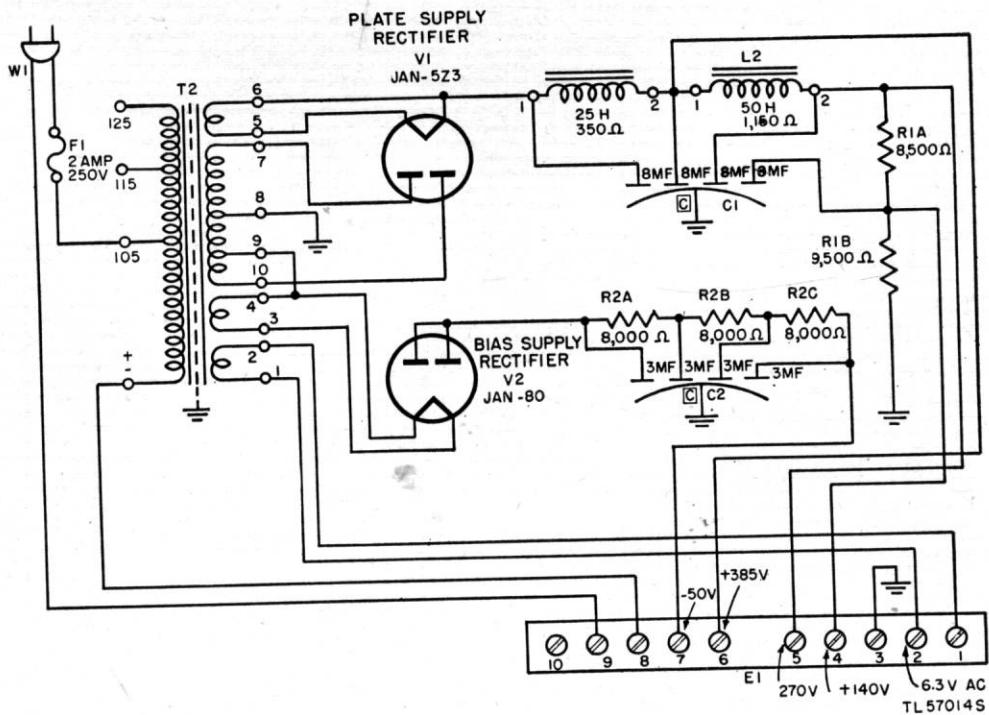 PLATE SUPPLY
RECTIFIER
V1
JAN-5Z3
W1
T2
6
5
7
8
9
10
4
3
2
1
125
115
105
F1
2 AMP
250V
+
-
1
25 H
350Ω
2
L2
1
50 H
1,150Ω
2
8MF
8MF
8MF
8MF
C
C1
R1A
8,500Ω
R1B
9,500Ω
R2A
8,000 Ω
R2B
8,000Ω
R2C
8,000Ω
BIAS SUPPLY
RECTIFIER
V2
JAN-80
3MF
3MF
3MF
3MF
C
C2
-50V
+385V
10
9
8
7
6
5
4
3
2
1
E1
270V
+140V
6.3V AC
TL57014S